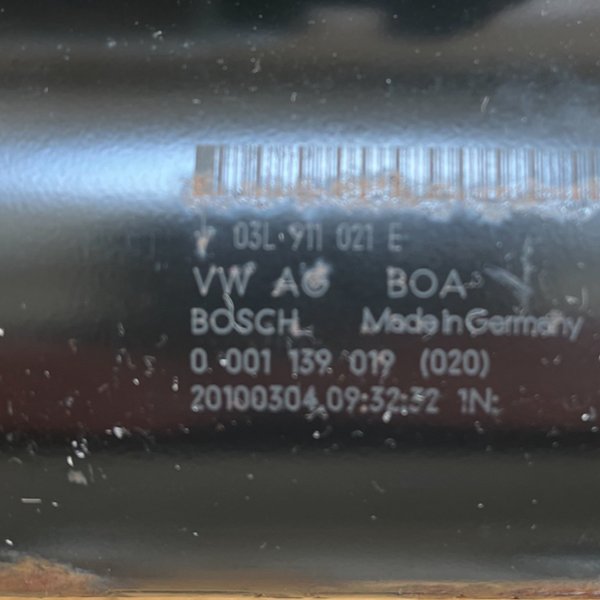 03L 911 021 E
VW AG BOA
BOSCH Made in Germany
0 001 139 019 (020)
20100304 09:32:32 1N: